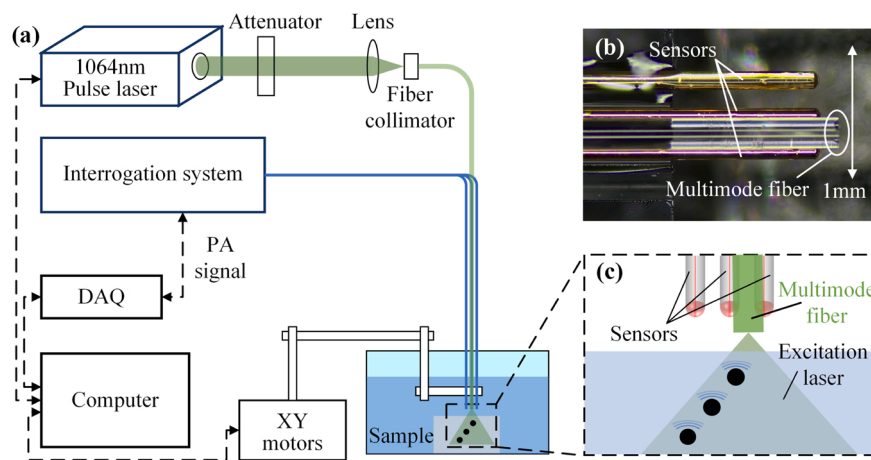 (a)
Attenuator
Lens
1064nm
Pulse laser
Fiber
collimator
Interrogation system
PA
signal
DAQ
Computer
XY
motors
Sample
(b)
Sensors
Multimode fiber
1mm
(c)
Multimode
fiber
Sensors
Excitation
laser